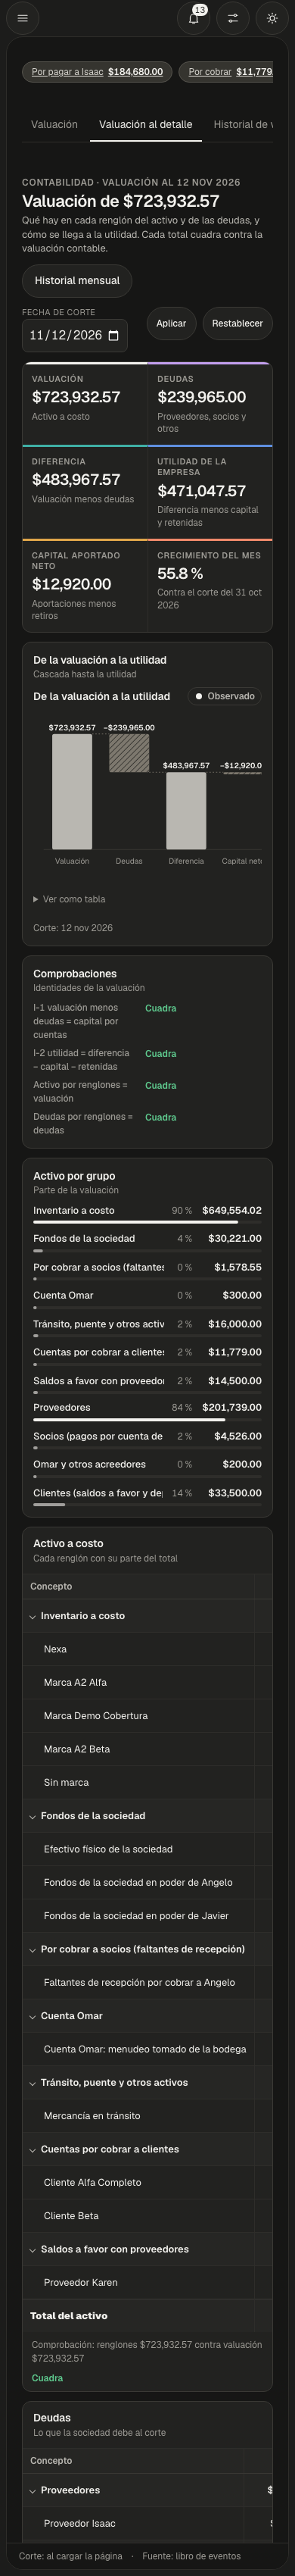 13
Por pagar a Isaac $184,680.00
Por cobrar $11,779.
Valuación
Valuación al detalle
Historial de v
CONTABILIDAD · VALUACIÓN AL 12 NOV 2026
Valuación de $723,932.57
Qué hay en cada renglón del activo y de las deudas, y
cómo se llega a la utilidad. Cada total cuadra contra la
valuación contable.
Historial mensual
FECHA DE CORTE
11/12/2026
Aplicar
Restablecer
VALUACIÓN
$723,932.57
Activo a costo
DEUDAS
$239,965.00
Proveedores, socios y
otros
DIFERENCIA
$483,967.57
Valuación menos deudas
UTILIDAD DE LA
EMPRESA
$471,047.57
Diferencia menos capital
y retenidas
CAPITAL APORTADO
NETO
$12,920.00
Aportaciones menos
retiros
CRECIMIENTO DEL MES
55.8 %
Contra el corte del 31 oct
2026
De la valuación a la utilidad
Cascada hasta la utilidad
De la valuación a la utilidad
Observado
$723,932.57 −$239,965.00
$483,967.57 −$12,920.0
Valuación Deudas Diferencia Capital net
Ver como tabla
Corte: 12 nov 2026
Comprobaciones
Identidades de la valuación
I-1 valuación menos
deudas = capital por
cuentas
Cuadra
I-2 utilidad = diferencia
− capital − retenidas
Cuadra
Activo por renglones =
valuación
Cuadra
Deudas por renglones =
deudas
Cuadra
Activo por grupo
Parte de la valuación
Inventario a costo 90 % $649,554.02
Fondos de la sociedad 4 % $30,221.00
Por cobrar a socios (faltantes 0 % $1,578.55
Cuenta Omar 0 % $300.00
Tránsito, puente y otros activ 2 % $16,000.00
Cuentas por cobrar a clientes 2 % $11,779.00
Saldos a favor con proveedor 2 % $14,500.00
Proveedores 84 % $201,739.00
Socios (pagos por cuenta de 2 % $4,526.00
Omar y otros acreedores 0 % $200.00
Clientes (saldos a favor y de 14 % $33,500.00
Activo a costo
Cada renglón con su parte del total
Concepto
Inventario a costo
Nexa
Marca A2 Alfa
Marca Demo Cobertura
Marca A2 Beta
Sin marca
Fondos de la sociedad
Efectivo físico de la sociedad
Fondos de la sociedad en poder de Angelo
Fondos de la sociedad en poder de Javier
Por cobrar a socios (faltantes de recepción)
Faltantes de recepción por cobrar a Angelo
Cuenta Omar
Cuenta Omar: menudeo tomado de la bodega
Tránsito, puente y otros activos
Mercancía en tránsito
Cuentas por cobrar a clientes
Cliente Alfa Completo
Cliente Beta
Saldos a favor con proveedores
Proveedor Karen
Total del activo
Comprobación: renglones $723,932.57 contra valuación
$723,932.57
Cuadra
Deudas
Lo que la sociedad debe al corte
Concepto
Proveedores $
Proveedor Isaac
Corte: al cargar la página · Fuente: libro de eventos